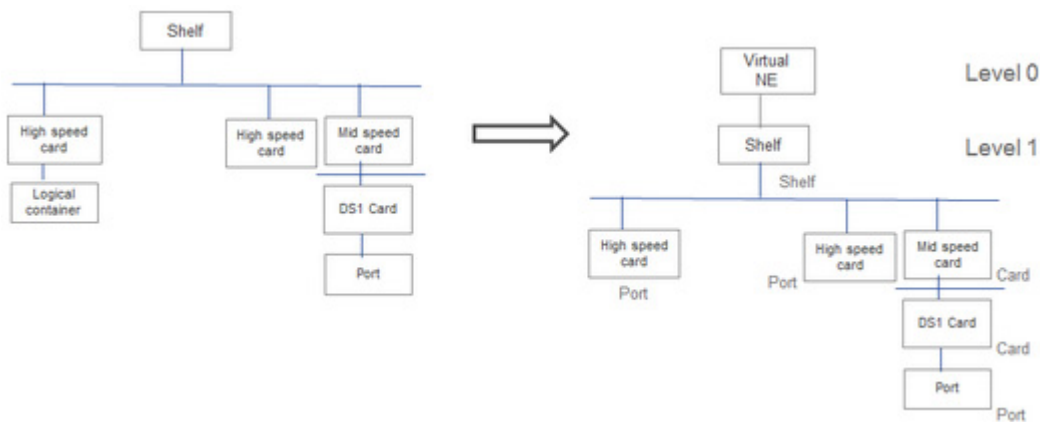 Shelf
High speed
card
High speed
card
Mid speed
card
Logical
container
DS1 Card
Port
Virtual
NE
Level 0
Shelf
Level 1
Shelf
High speed
card
High speed
card
Mid speed
card
Port
Port
Card
DS1 Card
Card
Port
Port